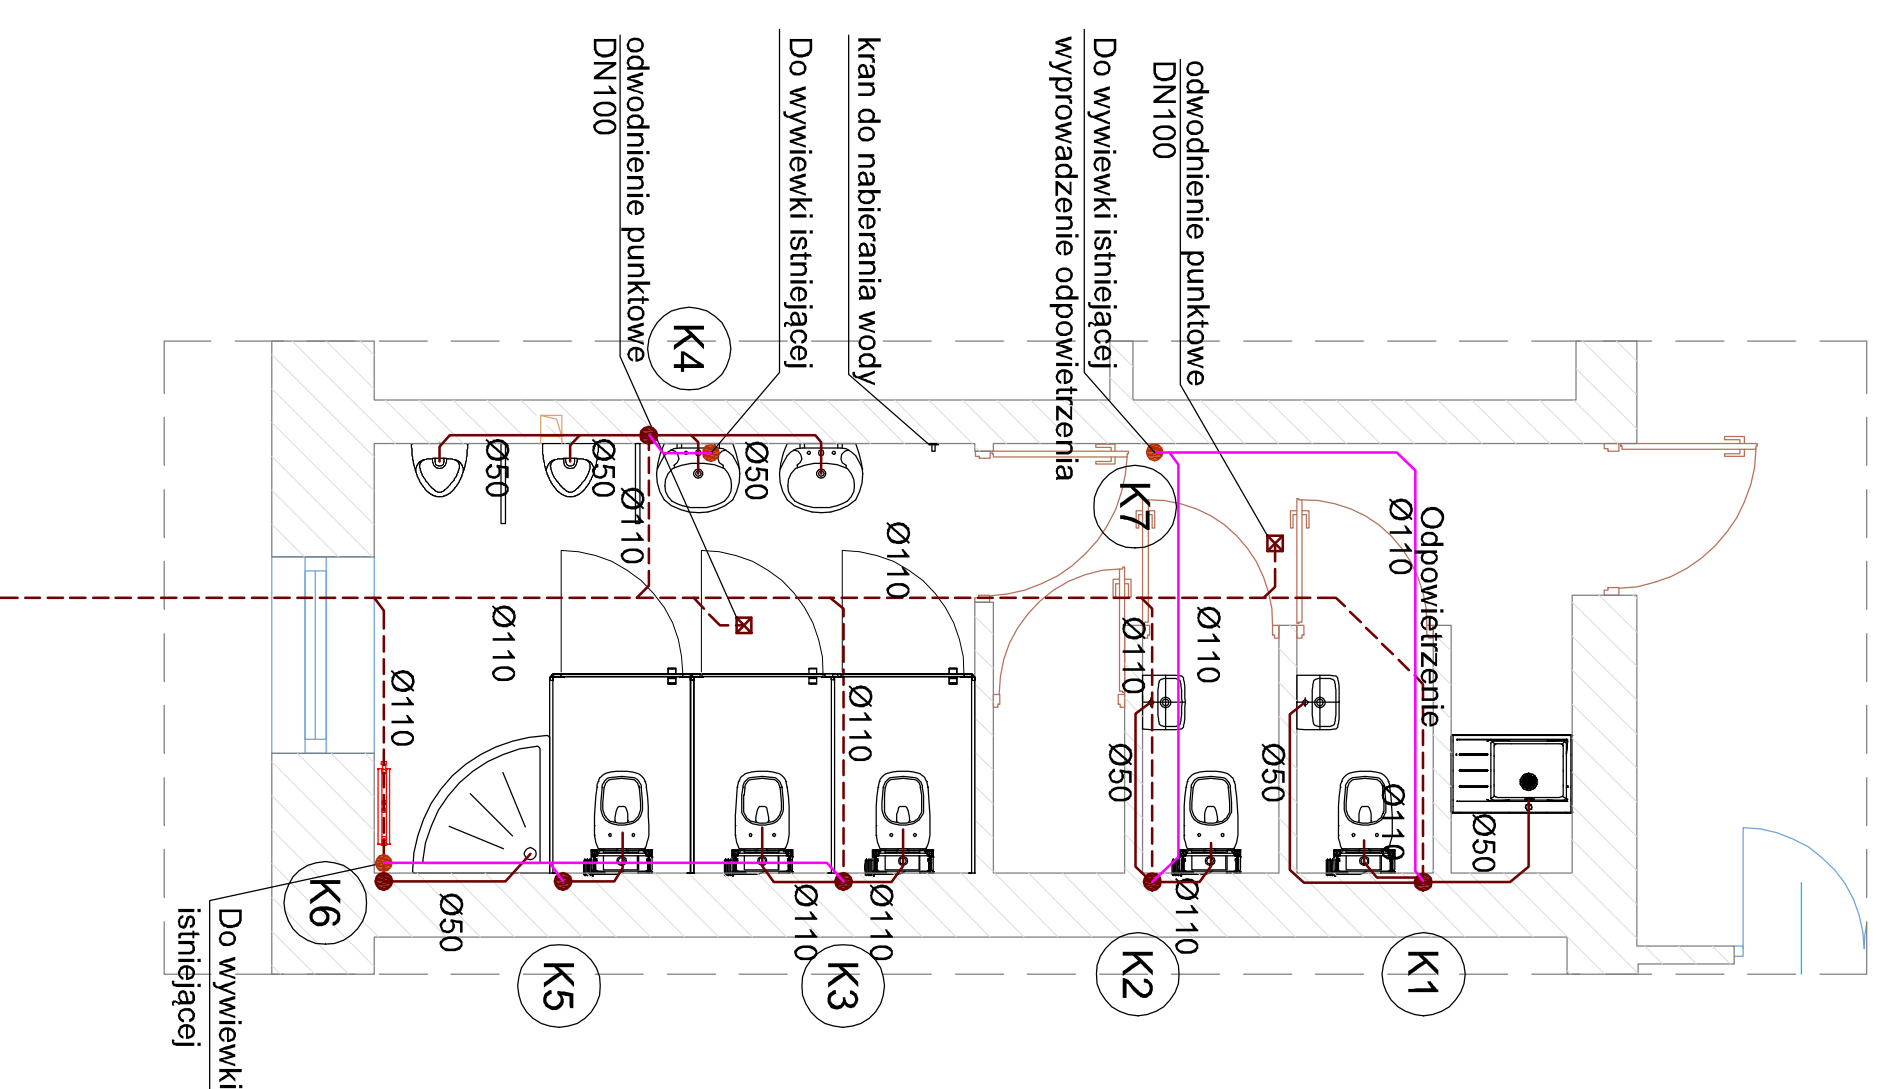 odwodnienie punktowe
DN100
Do wywiewki istniejącej
wyprowadzenie odpowietrzenia
kran do nabierania wody
Do wywiewki istniejącej
odwodnienie punktowe
DN100
K4
K7
Odpowietrzenie
Ø110
Ø50
Ø50
Ø50
Ø110
Ø110
Ø110
Ø110
Ø110
Ø110
Ø110
Ø50
Ø50
Ø110
Ø50
Ø110
Ø110
Ø110
Ø50
K1
K2
K3
K5
K6
Do wywiewki
istniejącej